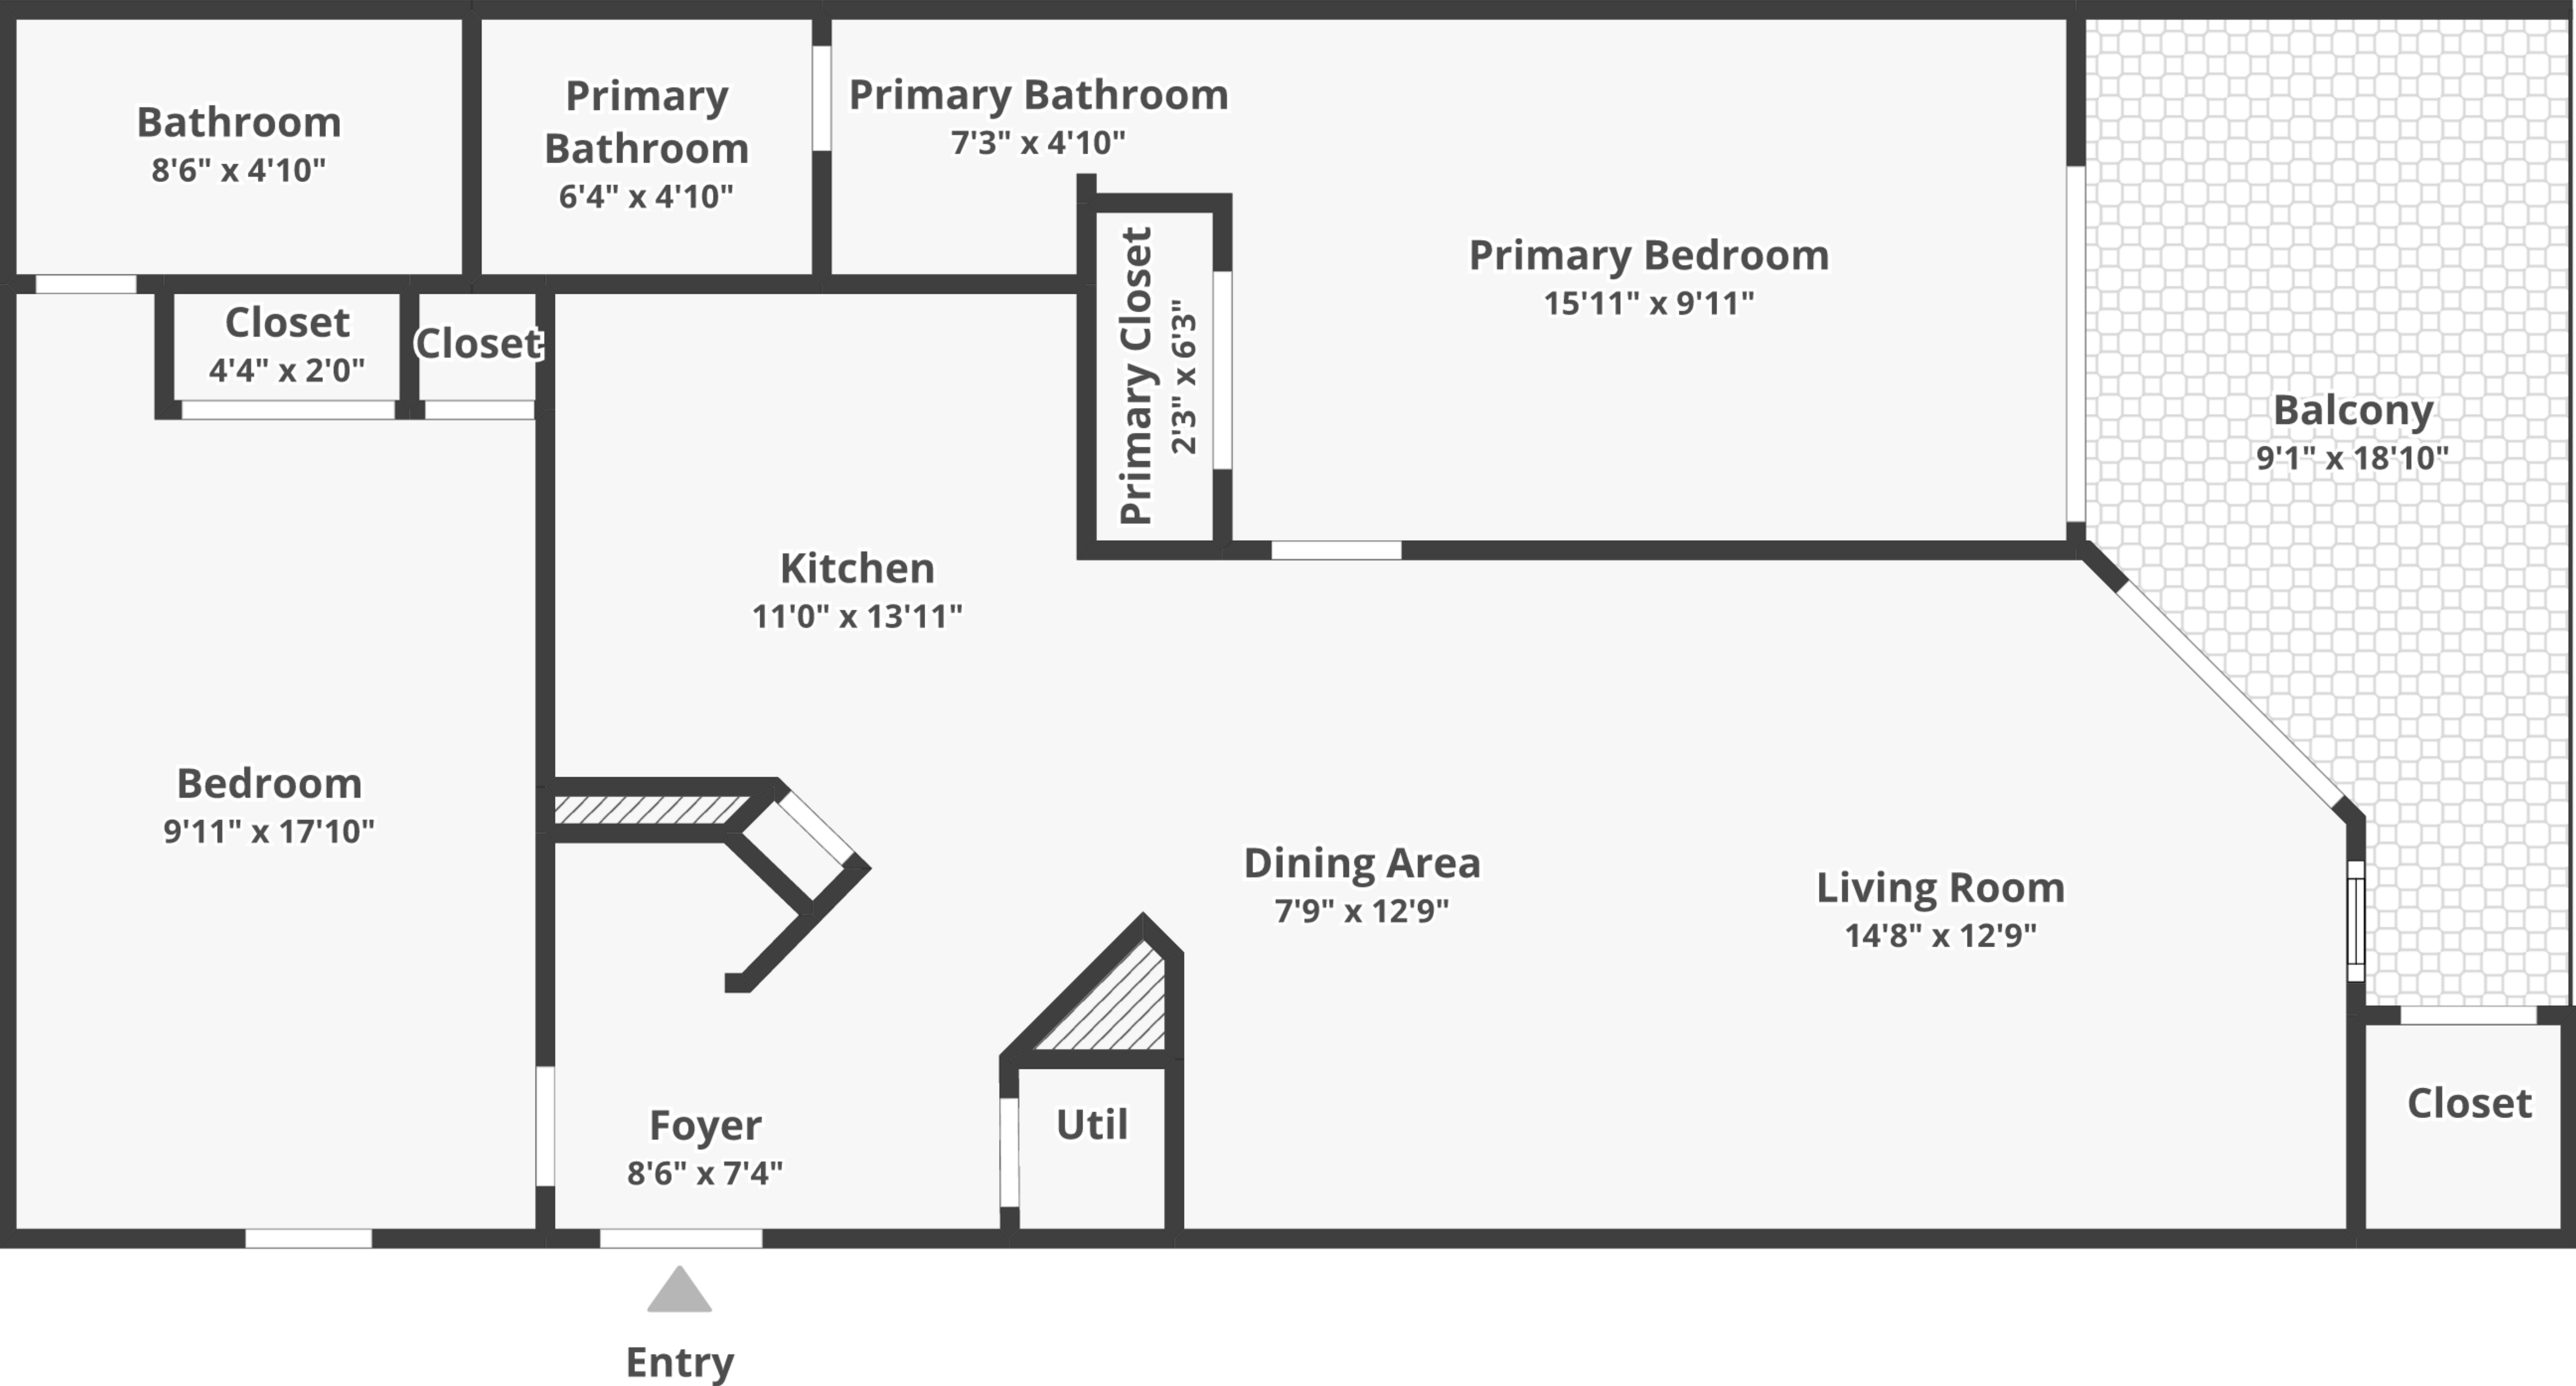 Bathroom
8'6" x 4'10"
Primary
Bathroom
6'4" x 4'10"
Primary Bathroom
7'3" x 4'10"
Closet
4'4" x 2'0"
Closet
Primary Closet
2'3" x 6'3"
Primary Bedroom
15'11" x 9'11"
Balcony
9'1" x 18'10"
Kitchen
11'0" x 13'11"
Bedroom
9'11" x 17'10"
Dining Area
7'9" x 12'9"
Living Room
14'8" x 12'9"
Foyer
8'6" x 7'4"
Util
Closet
Entry